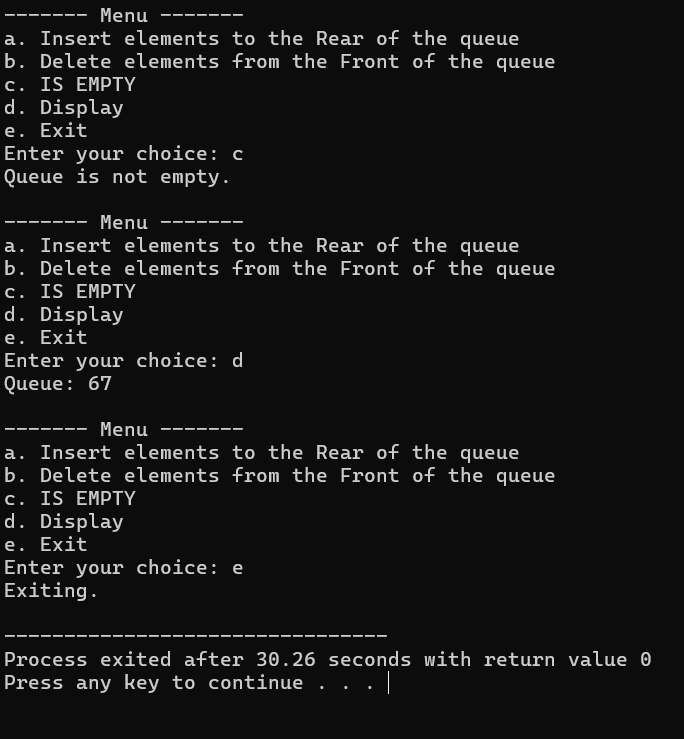 ------- Menu -------
a. Insert elements to the Rear of the queue
b. Delete elements from the Front of the queue
c. IS EMPTY
d. Display
e. Exit
Enter your choice: c
Queue is not empty.

------- Menu -------
a. Insert elements to the Rear of the queue
b. Delete elements from the Front of the queue
c. IS EMPTY
d. Display
e. Exit
Enter your choice: d
Queue: 67

------- Menu -------
a. Insert elements to the Rear of the queue
b. Delete elements from the Front of the queue
c. IS EMPTY
d. Display
e. Exit
Enter your choice: e
Exiting.

--------------------------------
Process exited after 30.26 seconds with return value 0
Press any key to continue . . .